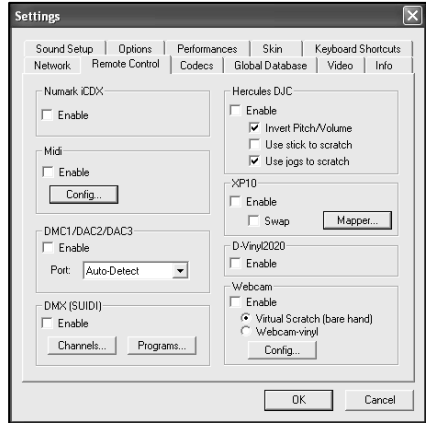 Settings
Sound Setup
Options
Performances
Skin
Keyboard Shortcuts
Network
Remote Control
Codecs
Global Database
Video
Info
Numark iCDX
Enable
Midi
Enable
Config...
DMC1/DAC2/DAC3
Enable
Port: Auto-Detect
DMX (SUIDI)
Enable
Channels... Programs...
Hercules DJC
Enable
Invert Pitch/Volume
Use stick to scratch
Use jogs to scratch
XP10
Enable
Swap Mapper...
D-Vinyl2020
Enable
Webcam
Enable
Virtual Scratch (bare hand)
Webcam-vinyl
Config...
OK Cancel